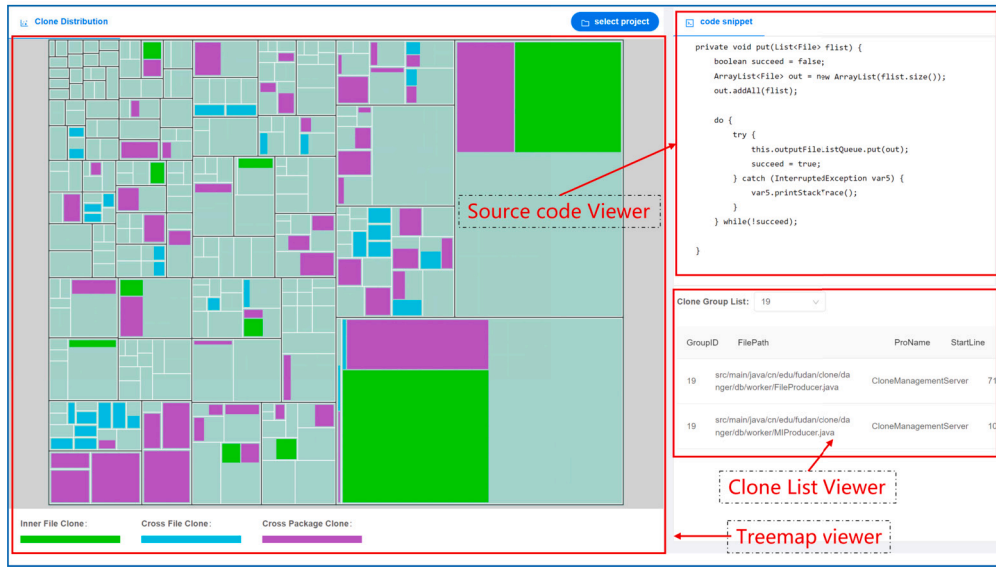 Clone Distribution
select project
code snippet
private void put(List<File> flist) {
boolean succeed = false;
ArrayList<File> out = new ArrayList(flist.size());
out.addAll(flist);
do {
try {
this.outputFileListQueue.put(out);
succeed = true;
} catch (InterruptedException var5) {
var5.printStackTrace();
}
} while(!succeed);
}
Source code Viewer
Clone Group List: 19
GroupID FilePath ProName StartLine
19 src/main/java/cn/edu/fudan/clone/da
nger/db/worker/FileProducer.java CloneManagementServer 71
19 src/main/java/cn/edu/fudan/clone/da
nger/db/worker/MIProducer.java CloneManagementServer 10
Clone List Viewer
Inner File Clone:
Cross File Clone:
Cross Package Clone:
Treemap viewer